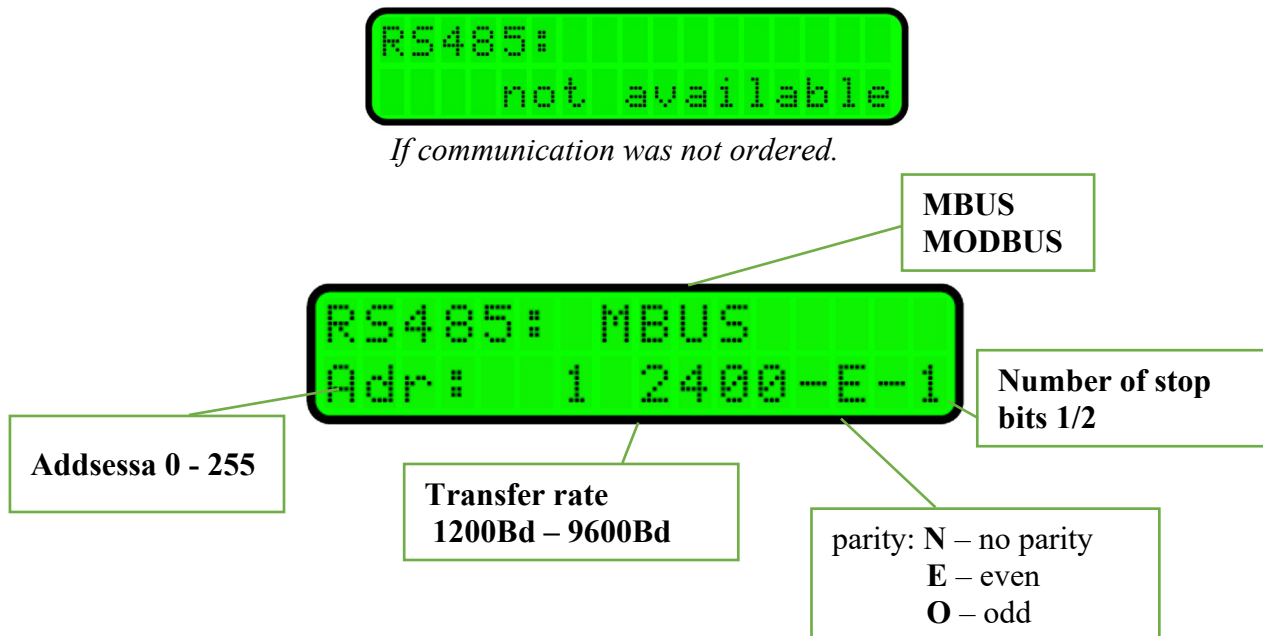 RS485:
not available
If communication was not ordered.
MBUS
MODBUS
RS485: MBUS
Adr: 1 2400-E-1
Number of stop
bits 1/2
Addsessa 0 - 255
Transfer rate
1200Bd – 9600Bd
parity: N – no parity
E – even
O – odd